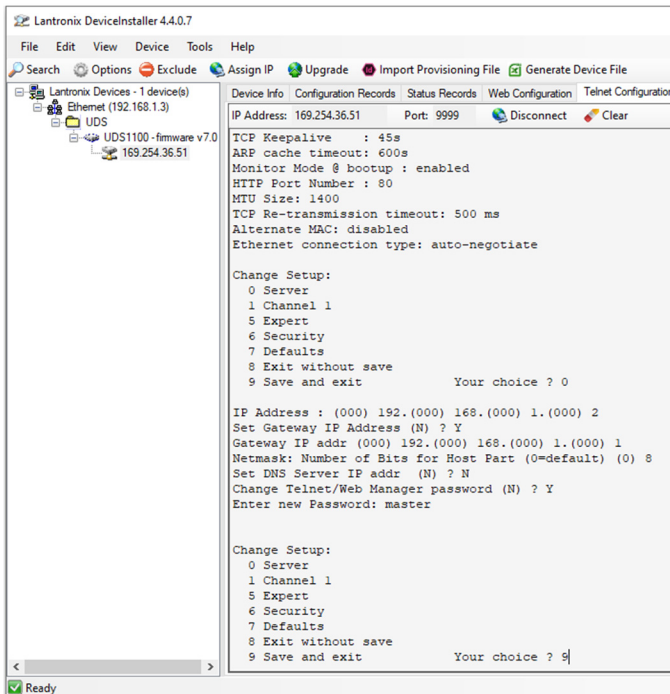 Lantronix DeviceInstaller 4.4.0.7
File Edit View Device Tools Help
Search Options Exclude Assign IP Upgrade Import Provisioning File Generate Device File
Lantronix Devices - 1 device(s)
Ethernet (192.168.1.3)
UDS
UDS1100 - firmware v7.0
169.254.36.51
Device Info Configuration Records Status Records Web Configuration Telnet Configuration
IP Address: 169.254.36.51 Port: 9999 Disconnect Clear
TCP Keepalive : 45s
ARP cache timeout: 600s
Monitor Mode @ bootup : enabled
HTTP Port Number : 80
MTU Size: 1400
TCP Re-transmission timeout: 500 ms
Alternate MAC: disabled
Ethernet connection type: auto-negotiate
Change Setup:
0 Server
1 Channel 1
5 Expert
6 Security
7 Defaults
8 Exit without save
9 Save and exit Your choice ? 0
IP Address : (000) 192.(000) 168.(000) 1.(000) 2
Set Gateway IP Address (N) ? Y
Gateway IP addr (000) 192.(000) 168.(000) 1.(000) 1
Netmask: Number of Bits for Host Part (0=default) (0) 8
Set DNS Server IP addr (N) ? N
Change Telnet/Web Manager password (N) ? Y
Enter new Password: master
Change Setup:
0 Server
1 Channel 1
5 Expert
6 Security
7 Defaults
8 Exit without save
9 Save and exit Your choice ? 9
Ready